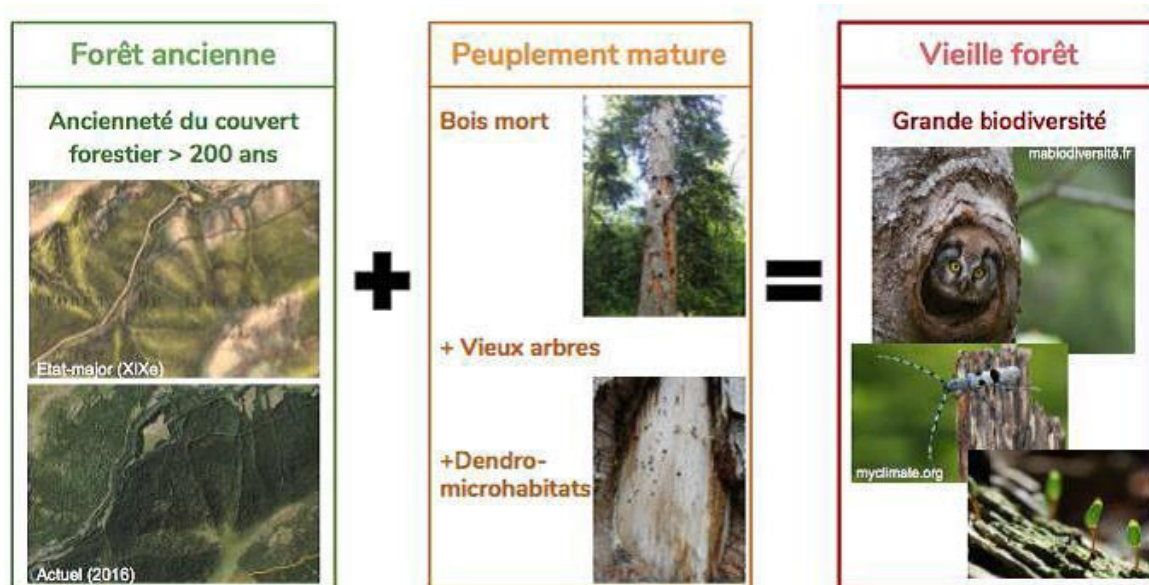 Forêt ancienne
Ancienneté du couvert
forestier > 200 ans
Etat-major (XIXe)
Actuel (2016)
Peuplement mature
Bois mort
+ Vieux arbres
+Dendro-
microhabitats
Vieille forêt
Grande biodiversité
mabiodiversité.fr
myclimate.org